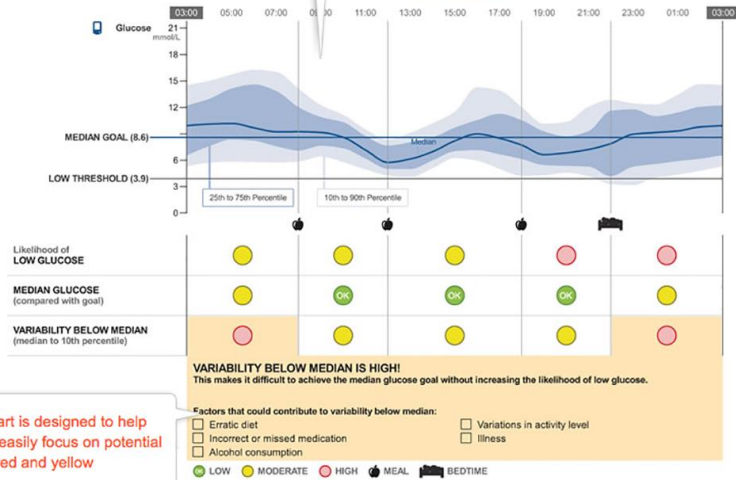 03:00 05:00 07:00 09:00 11:00 13:00 15:00 17:00 19:00 21:00 23:00 01:00 03:00
Glucose
mmol/L
21
18
15
12
MEDIAN GOAL (8.6)
Median
6
LOW THRESHOLD (3.9)
3
0
25th to 75th Percentile
10th to 90th Percentile
Likelihood of
LOW GLUCOSE
MEDIAN GLUCOSE
(compared with goal)
OK OK OK
VARIABILITY BELOW MEDIAN
(median to 10th percentile)
VARIABILITY BELOW MEDIAN IS HIGH!
This makes it difficult to achieve the median glucose goal without increasing the likelihood of low glucose.
Factors that could contribute to variability below median:
Erratic diet
Incorrect or missed medication
Alcohol consumption
Variations in activity level
Illness
OK LOW MODERATE HIGH MEAL BEDTIME
art is designed to help
easily focus on potential
red and yellow